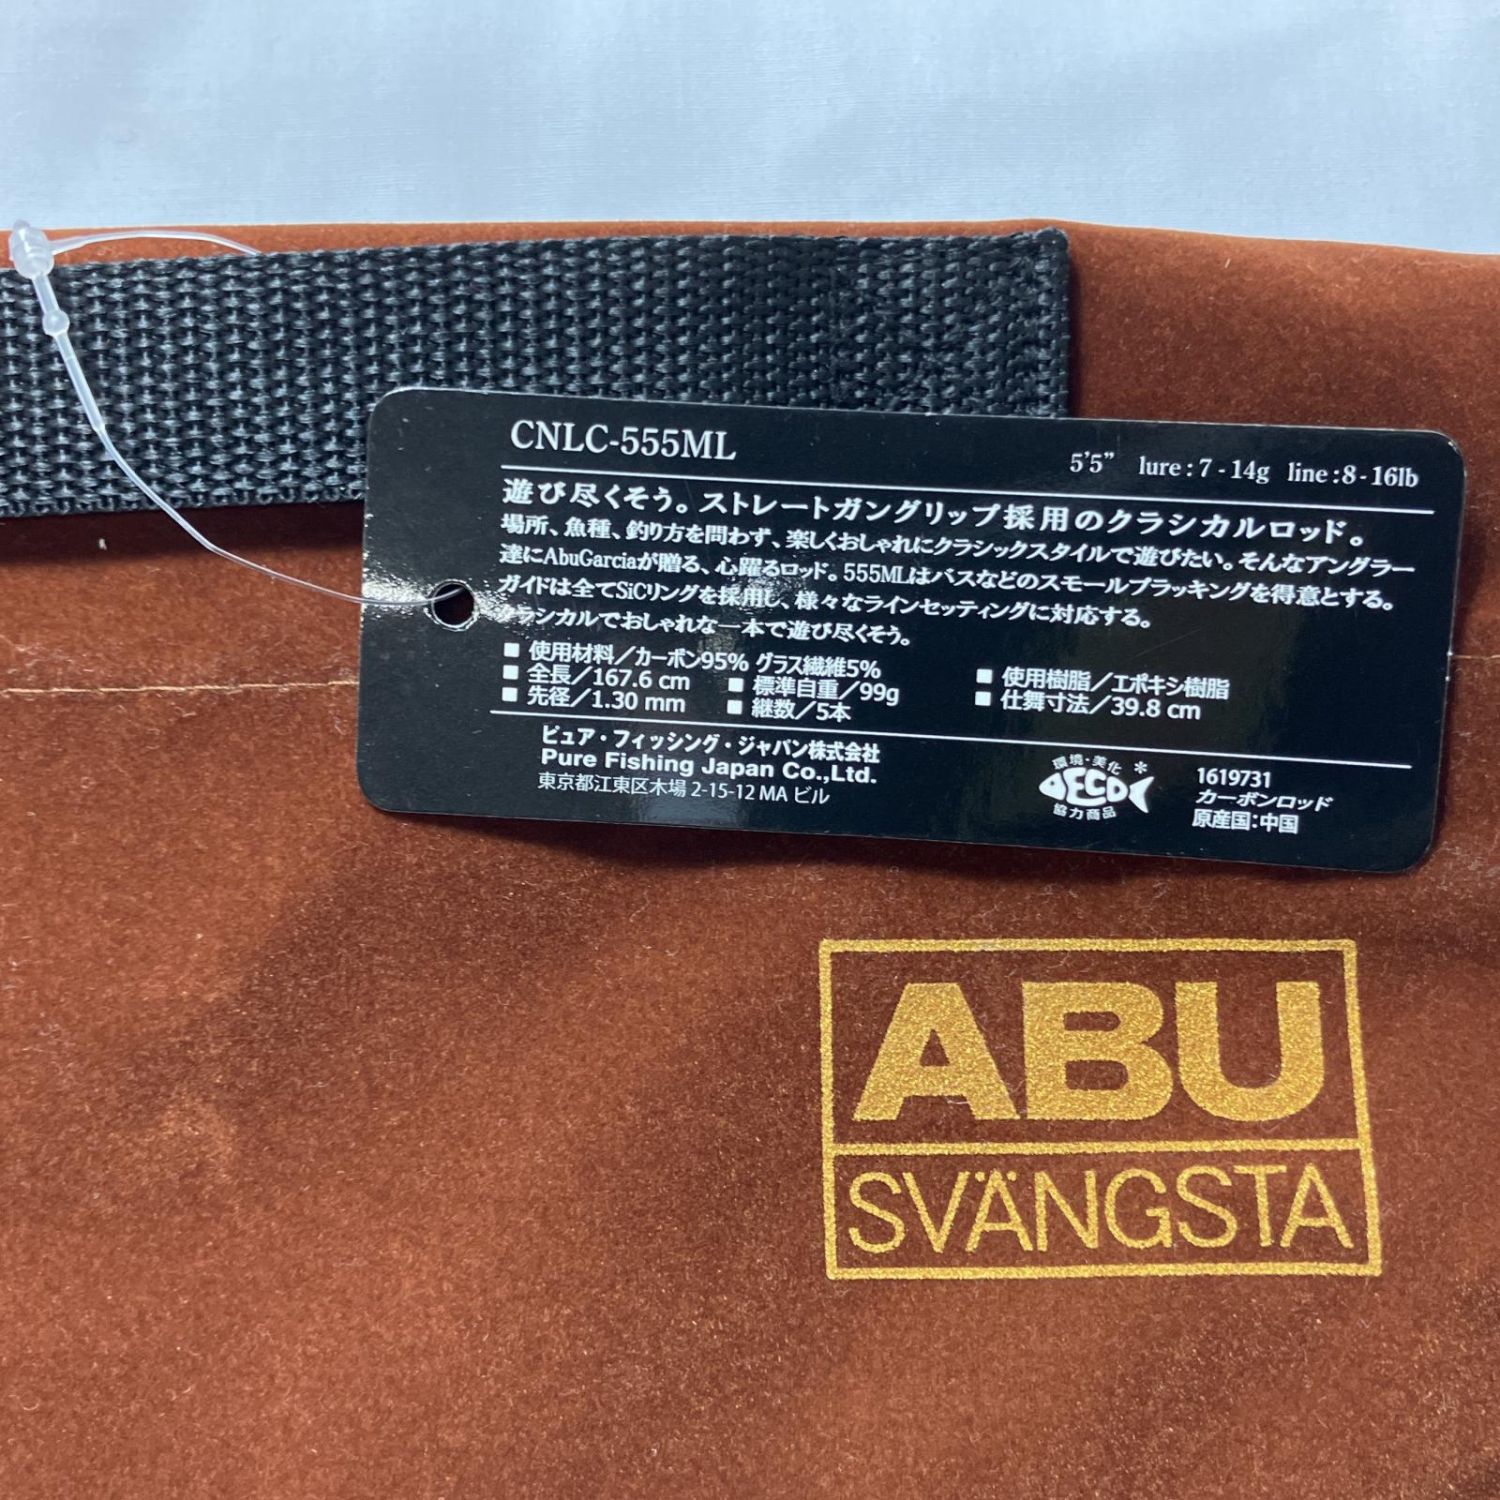 CNLC-555ML 5'5" lure : 7 - 14g line : 8 - 16lb
遊び尽くそう。ストレートガングリップ採用のクラシカルロッド。
場所、魚種、釣り方を問わず、楽しくおしゃれにクラシックスタイルで遊びたい。そんなアングラー
達にAbuGarciaが贈る、心躍るロッド。555MLはバスなどのスモールプラッキングを得意とする。
ガイドは全てSiCリングを採用し、様々なラインセッティングに対応する。
クラシカルでおしゃれな一本で遊び尽くそう。
■ 使用材料／カーボン95% グラス繊維5% ■ 使用樹脂／エポキシ樹脂
■ 全長／167.6 cm ■ 標準自重／99g ■ 仕舞寸法／39.8 cm
■ 先径／1.30 mm ■ 継数／5本
ピュア・フィッシング・ジャパン株式会社
Pure Fishing Japan Co.,Ltd.
東京都江東区木場 2-15-12 MA ビル
環境・美化 *
ECO
協力商品
1619731
カーボンロッド
原産国:中国
ABU
SVÄNGSTA